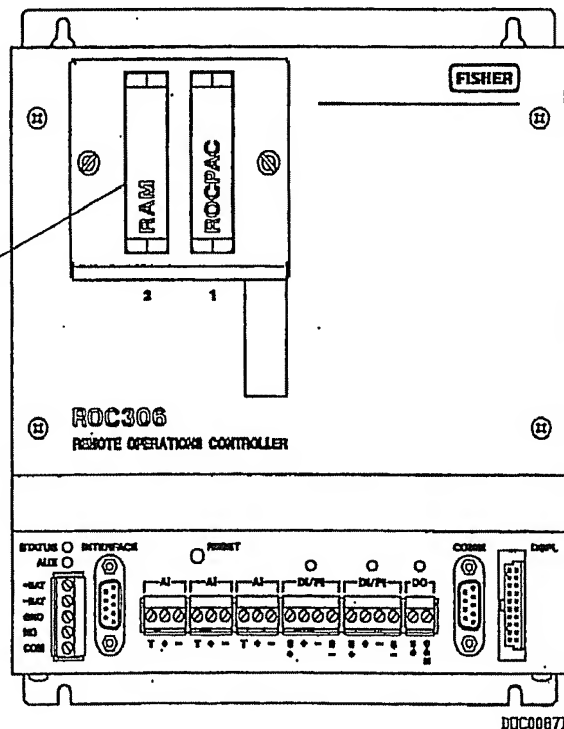 FISHER
RAM
ROCPAC
2 1
ROC306
REMOTE OPERATIONS CONTROLLER
STATUS INTERFACE RESET COMM DSPL
AUX
+BAT
-BAT
GND
NO
COM
AI AI AI DI/PI DI/PI DO
T + - T + - T + -